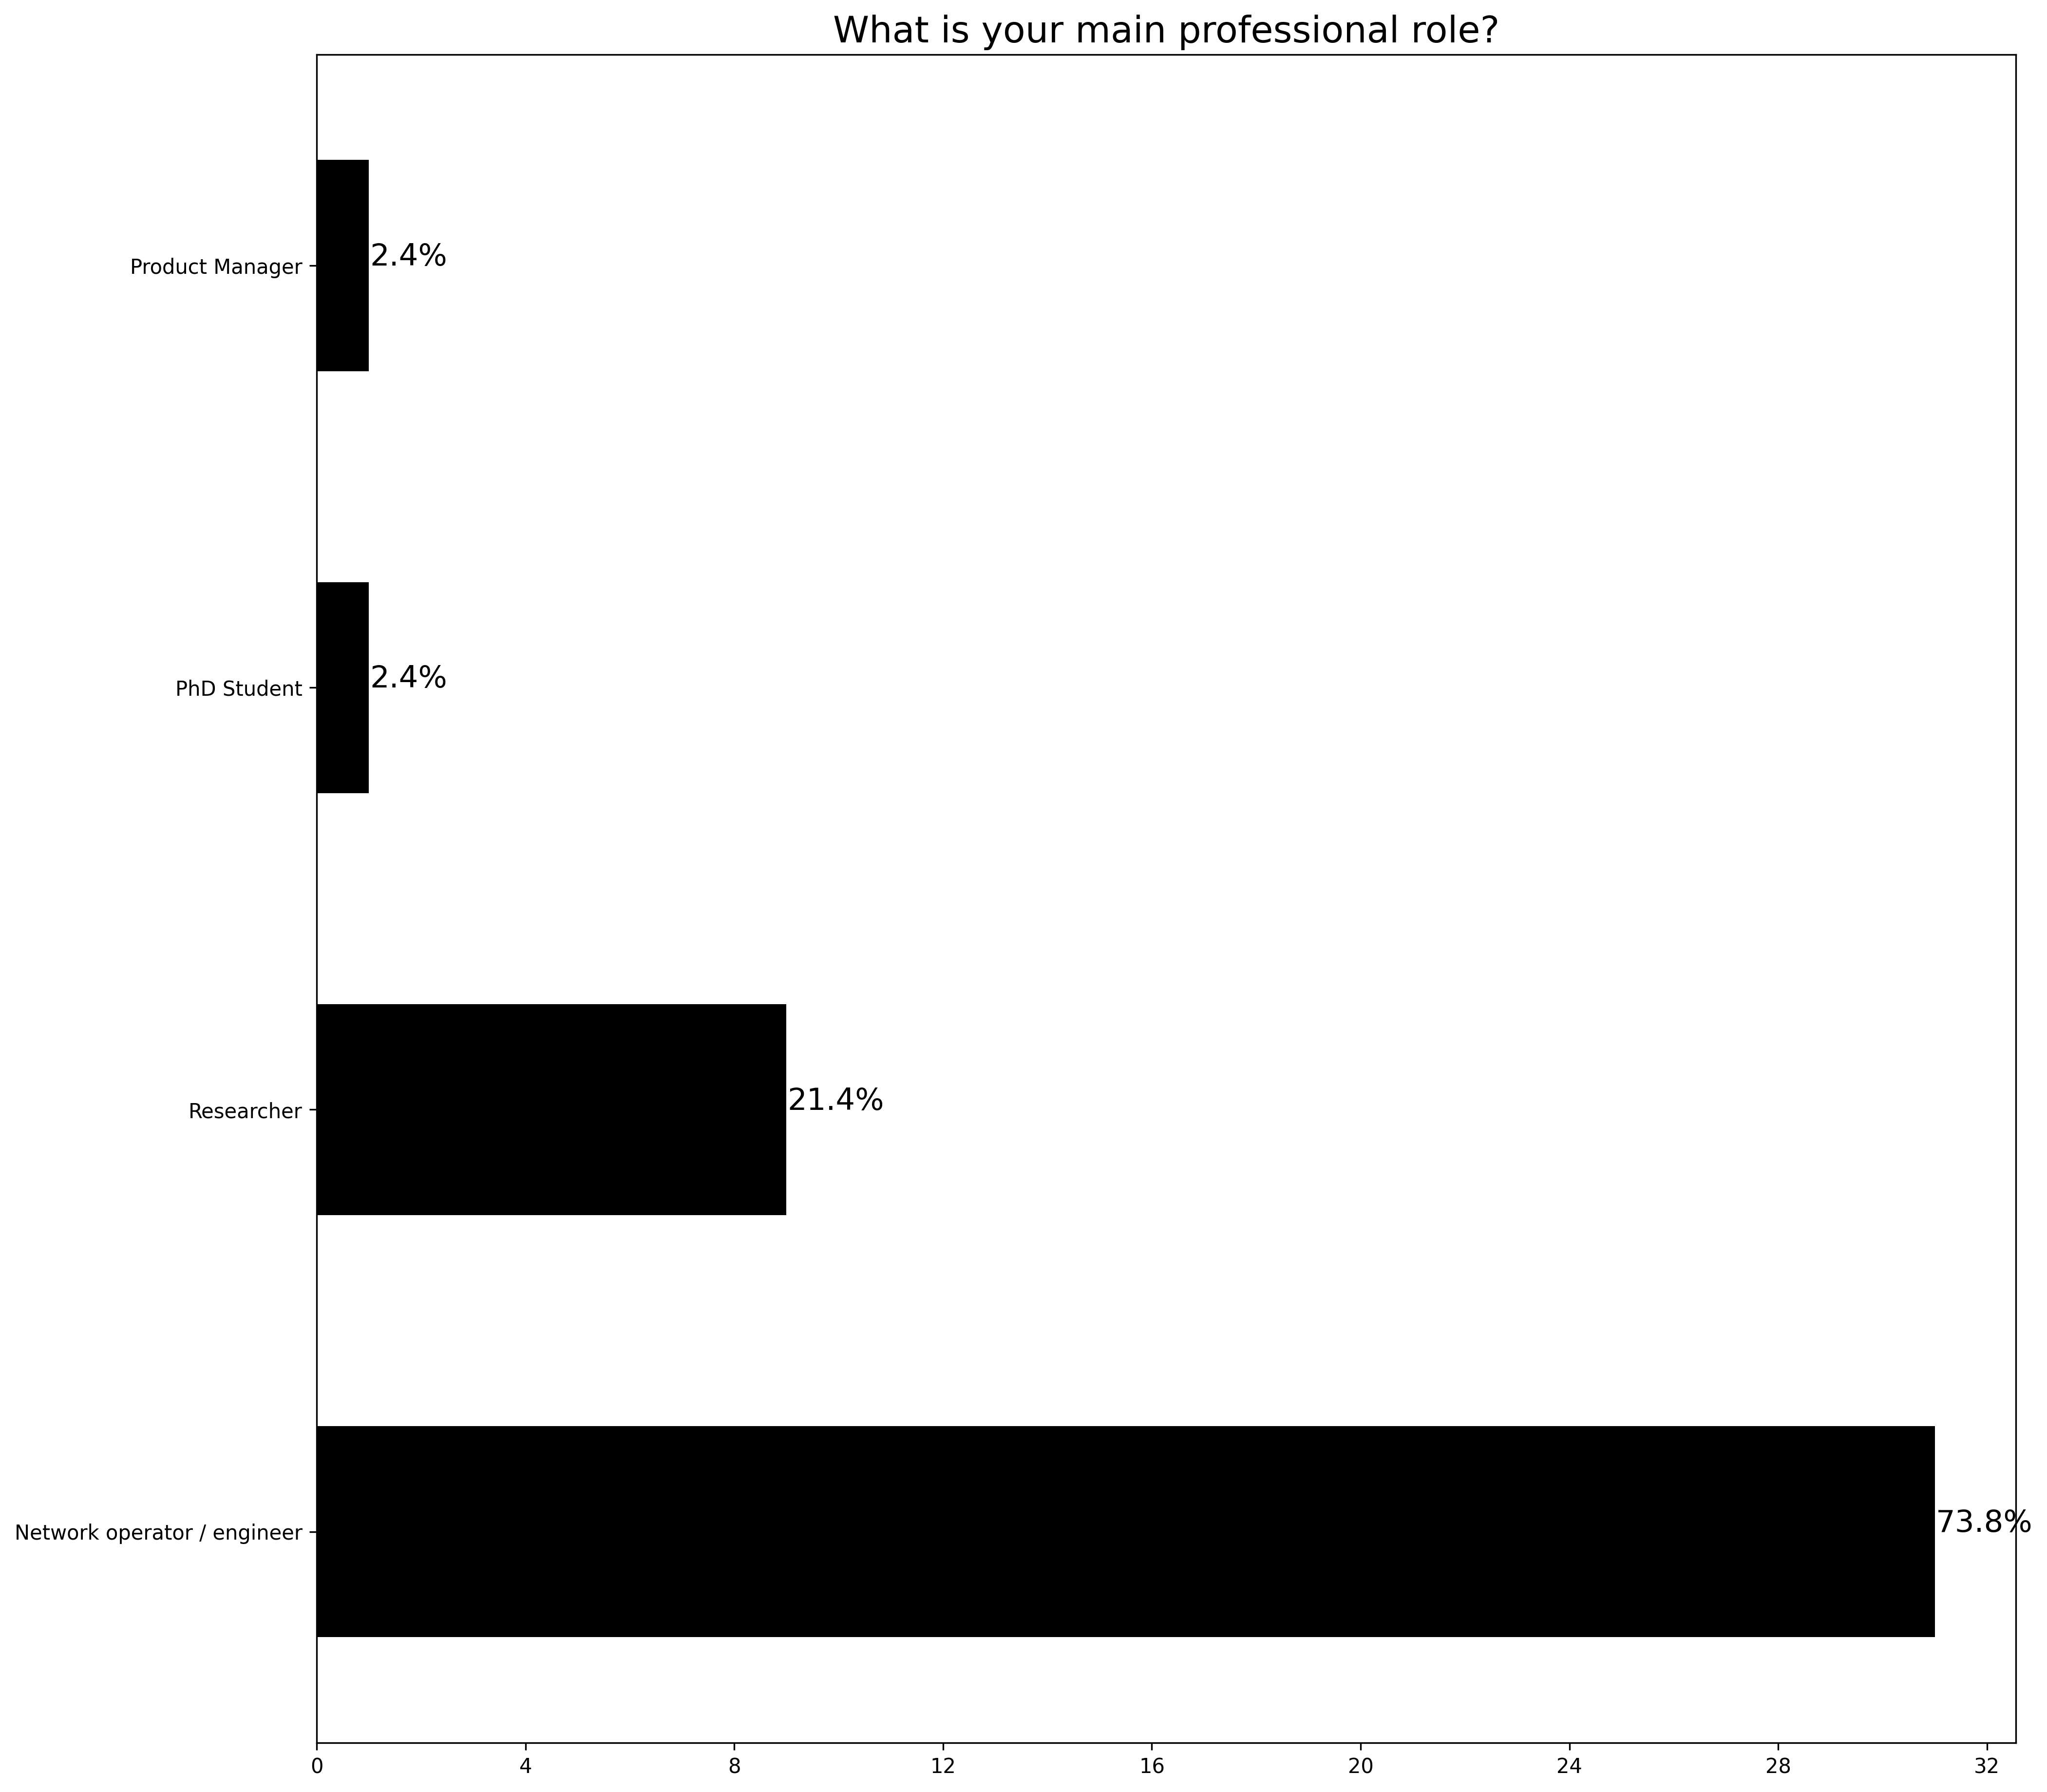 What is your main professional role?
Product Manager
2.4%
PhD Student
2.4%
Researcher
21.4%
Network operator / engineer
73.8%
0 4 8 12 16 20 24 28 32